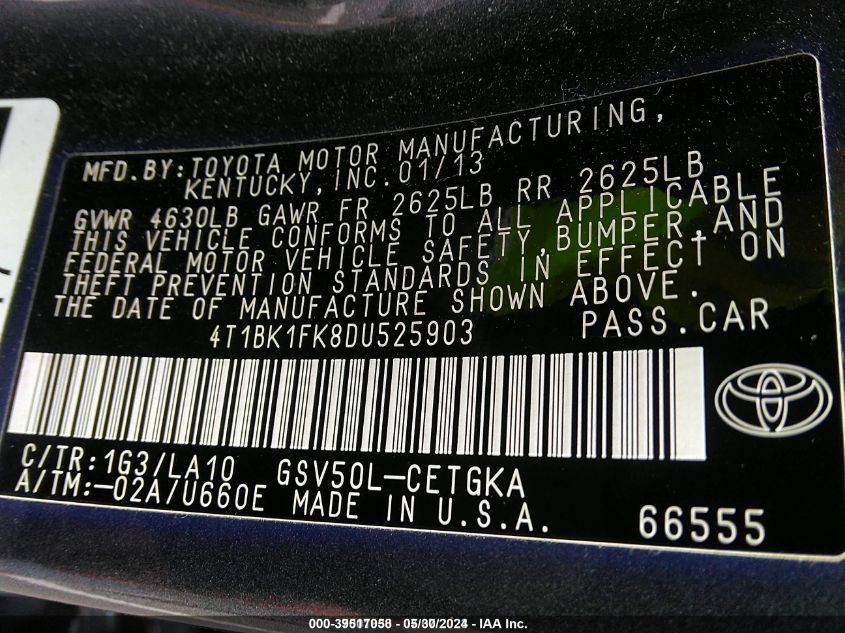 MFD.BY:TOYOTA MOTOR MANUFACTURING,
KENTUCKY,INC.01/13
GVWR 4630LB GAWR FR 2625LB RR 2625LB
THIS VEHICLE CONFORMS TO ALL APPLICABLE
FEDERAL MOTOR VEHICLE SAFETY,BUMPER,AND
THEFT PREVENTION STANDARDS IN EFFECT ON
THE DATE OF MANUFACTURE SHOWN ABOVE.
4T1BK1FK8DU525903 PASS.CAR
C/TR:1G3/LA10 GSV50L-CETGKA
A/TM:-02A/U660E MADE IN U.S.A. 66555
000-39517058 - 05/30/2024 - IAA Inc.